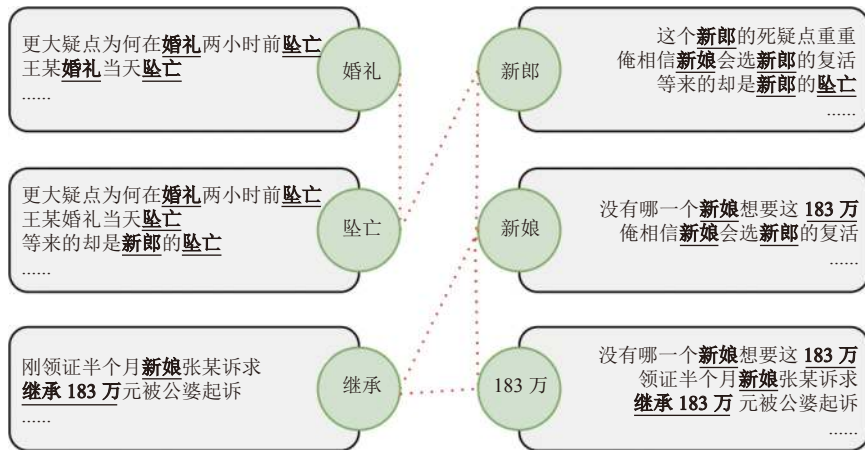 更大疑点为何在婚礼两小时前坠亡
王某婚礼当天坠亡
......
婚礼
新郎
这个新郎的死疑点重重
俺相信新娘会选新郎的复活
等来的却是新郎的坠亡
......
更大疑点为何在婚礼两小时前坠亡
王某婚礼当天坠亡
等来的却是新郎的坠亡
......
坠亡
新娘
没有哪一个新娘想要这 183 万
俺相信新娘会选新郎的复活
......
刚领证半个月新娘张某诉求
继承 183 万元被公婆起诉
......
继承
183 万
没有哪一个新娘想要这 183 万
领证半个月新娘张某诉求
继承 183 万 元被公婆起诉
......